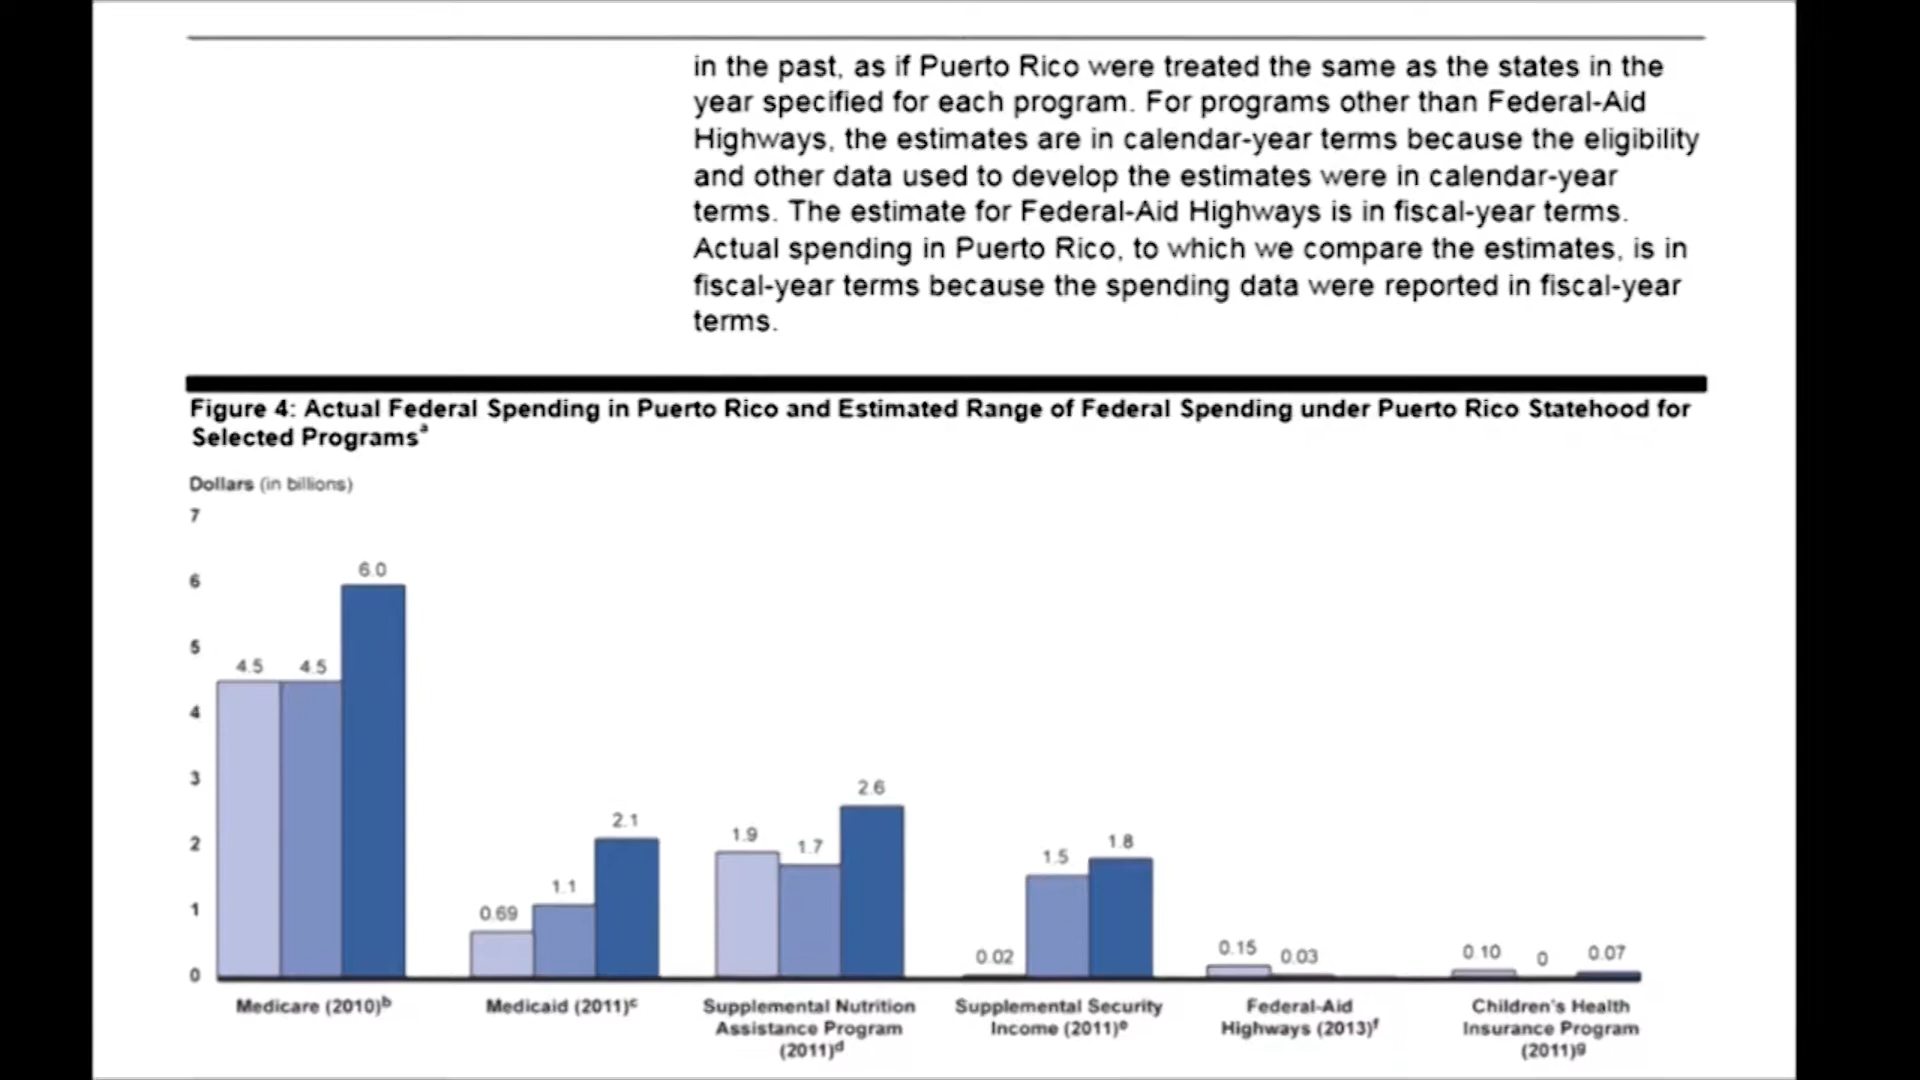 in the past, as if Puerto Rico were treated the same as the states in the
year specified for each program. For programs other than Federal-Aid
Highways, the estimates are in calendar-year terms because the eligibility
and other data used to develop the estimates were in calendar-year
terms. The estimate for Federal-Aid Highways is in fiscal-year terms.
Actual spending in Puerto Rico, to which we compare the estimates, is in
fiscal-year terms because the spending data were reported in fiscal-year
terms.
Figure 4: Actual Federal Spending in Puerto Rico and Estimated Range of Federal Spending under Puerto Rico Statehood for
Selected Programsᵃ
Dollars (in billions)
7
6
5
4
3
2
1
0
4.5 4.5 6.0
0.69 1.1 2.1
1.9 1.7 2.6
0.02 1.5 1.8
0.15 0.03
0.10 0 0.07
Medicare (2010)ᵇ
Medicaid (2011)ᶜ
Supplemental Nutrition
Assistance Program
(2011)ᵈ
Supplemental Security
Income (2011)ᵉ
Federal-Aid
Highways (2013)ᶠ
Children's Health
Insurance Program
(2011)ᵍ